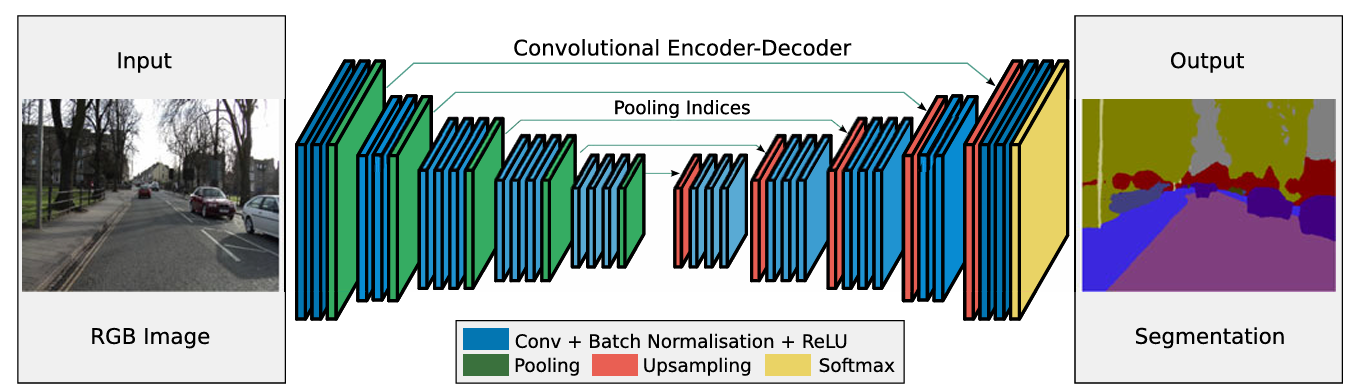 Input
RGB Image
Convolutional Encoder-Decoder
Pooling Indices
Conv + Batch Normalisation + ReLU
Pooling Upsampling Softmax
Output
Segmentation